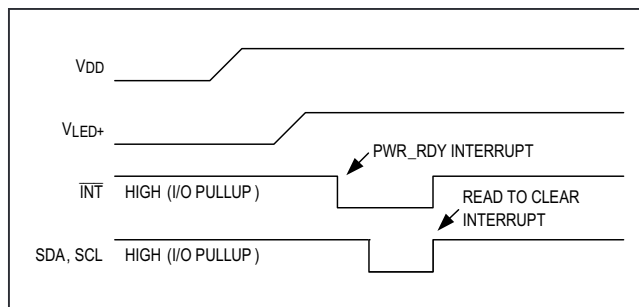 VDD
VLED+
PWR_RDY INTERRUPT
INT HIGH (I/O PULLUP )
READ TO CLEAR
INTERRUPT
SDA, SCL HIGH (I/O PULLUP )